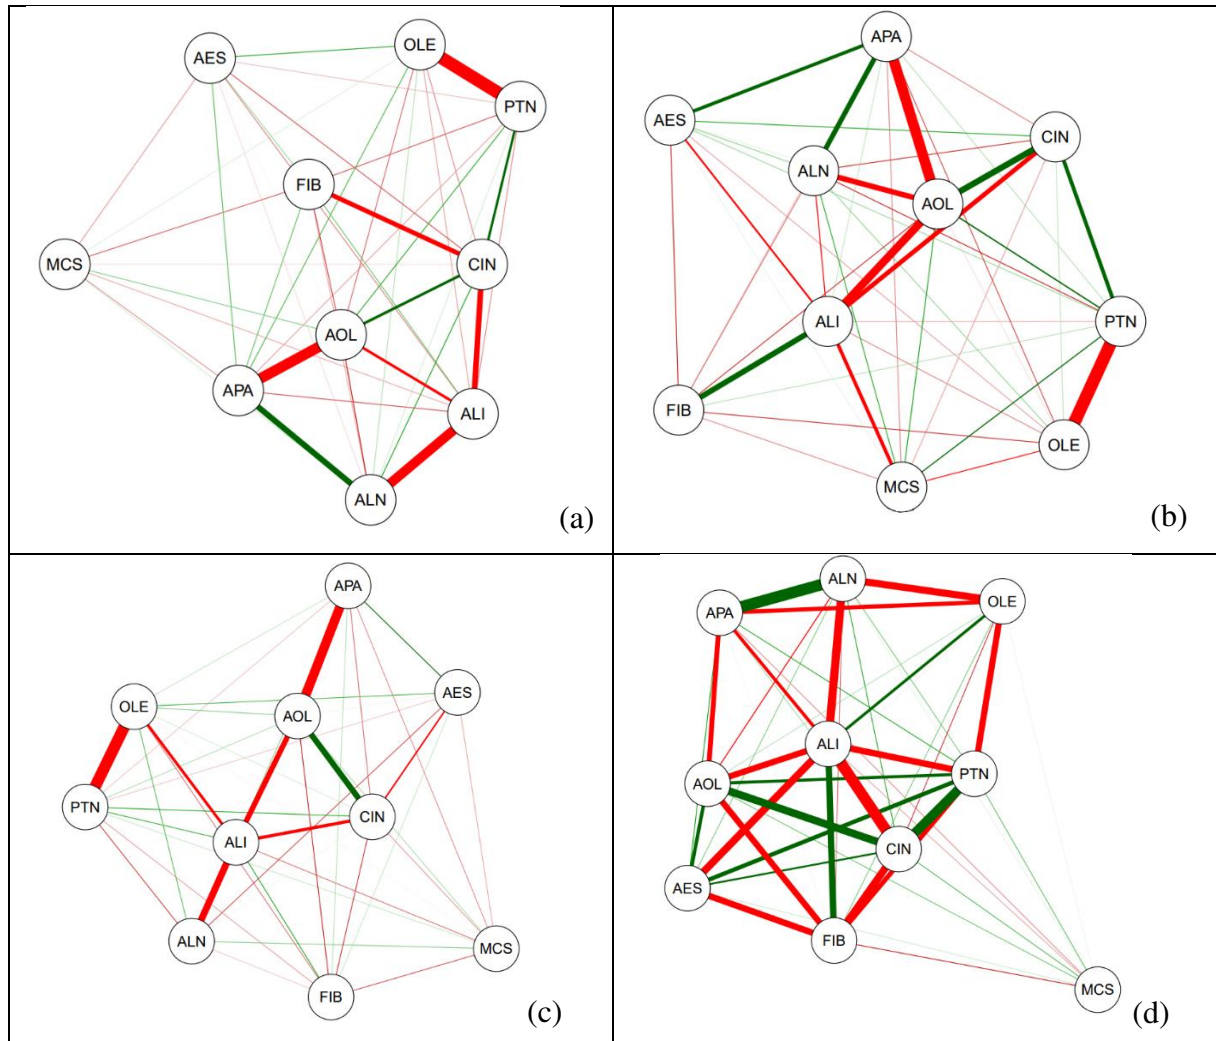 OLE
AES
PTN
FIB
MCS
CIN
AOL
APA
ALI
ALN
(a)
APA
AES
CIN
ALN
AOL
ALI
PTN
FIB
OLE
MCS
(b)
APA
AES
OLE
AOL
PTN
CIN
ALI
ALN
MCS
FIB
(c)
ALN
OLE
APA
ALI
PTN
AOL
CIN
AES
FIB
MCS
(d)